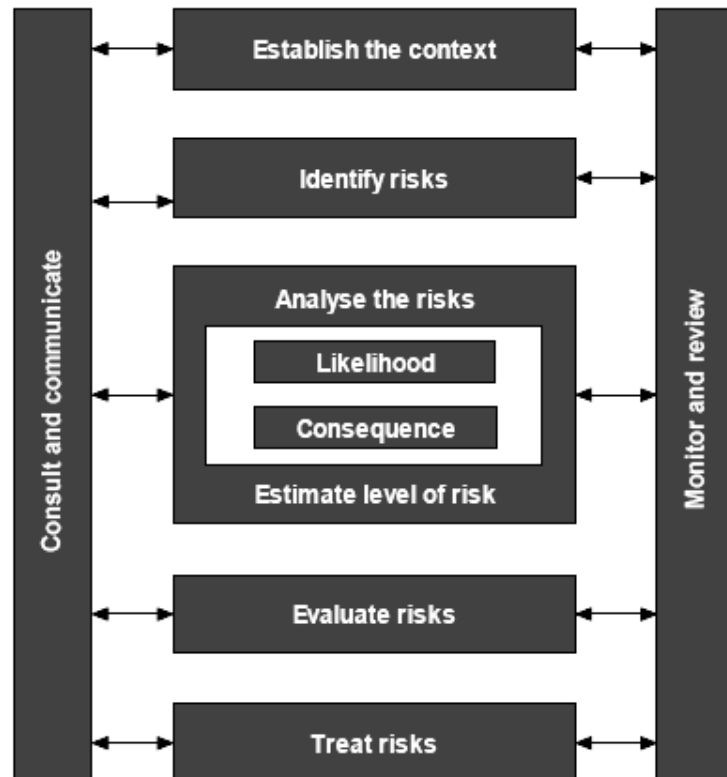 Consult and communicate
Establish the context
Identify risks
Analyse the risks
Likelihood
Consequence
Estimate level of risk
Evaluate risks
Treat risks
Monitor and review